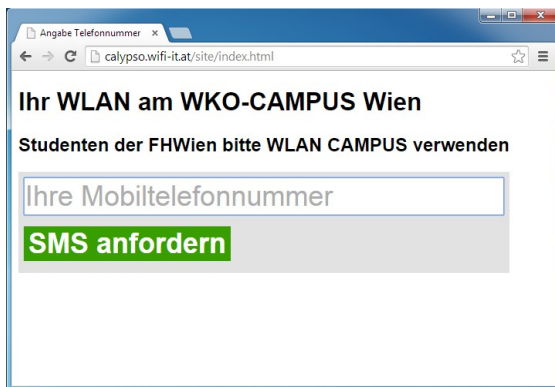 Angabe Telefonnummer
calypso.wifi-it.at/site/index.html
Ihr WLAN am WKO-CAMPUS Wien
Studenten der FHWien bitte WLAN CAMPUS verwenden
Ihre Mobiltelefonnummer
SMS anfordern